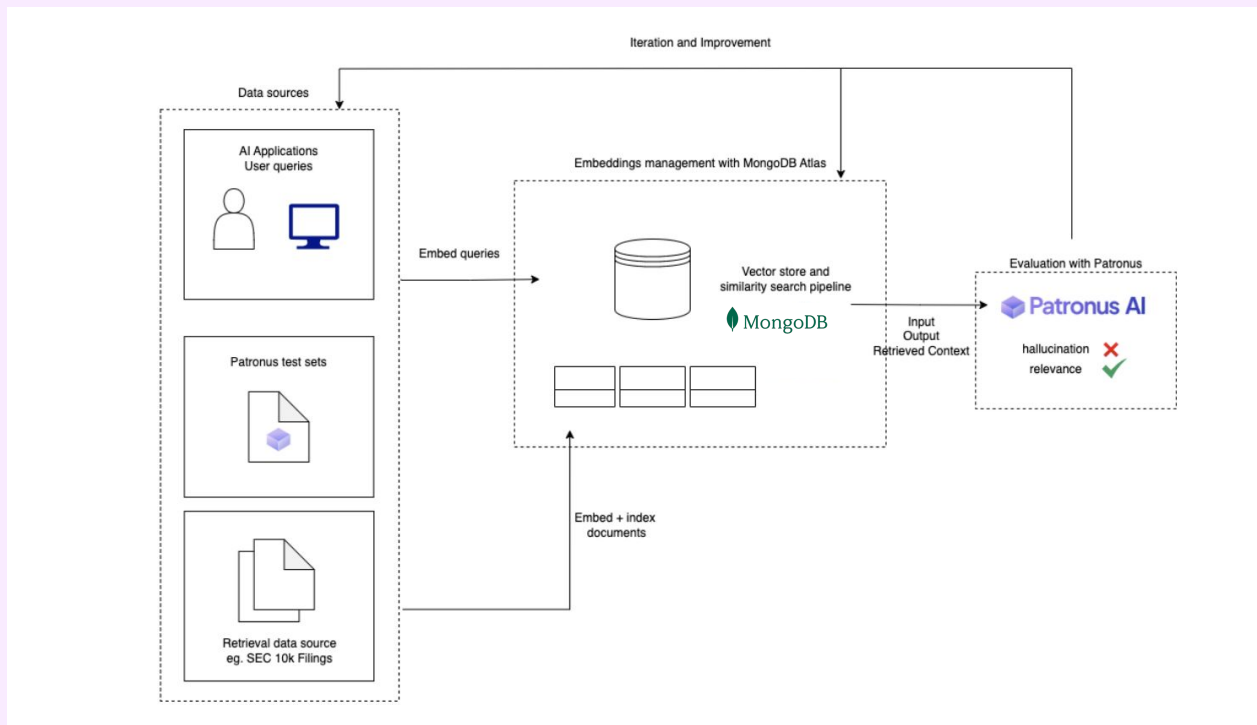 Iteration and Improvement
Data sources
AI Applications
User queries
Embeddings management with MongoDB Atlas
Embed queries
Vector store and
similarity search pipeline
MongoDB
Input
Output
Retrieved Context
Evaluation with Patronus
Patronus AI
hallucination
relevance
Patronus test sets
Embed + index
documents
Retrieval data source
eg. SEC 10k Filings